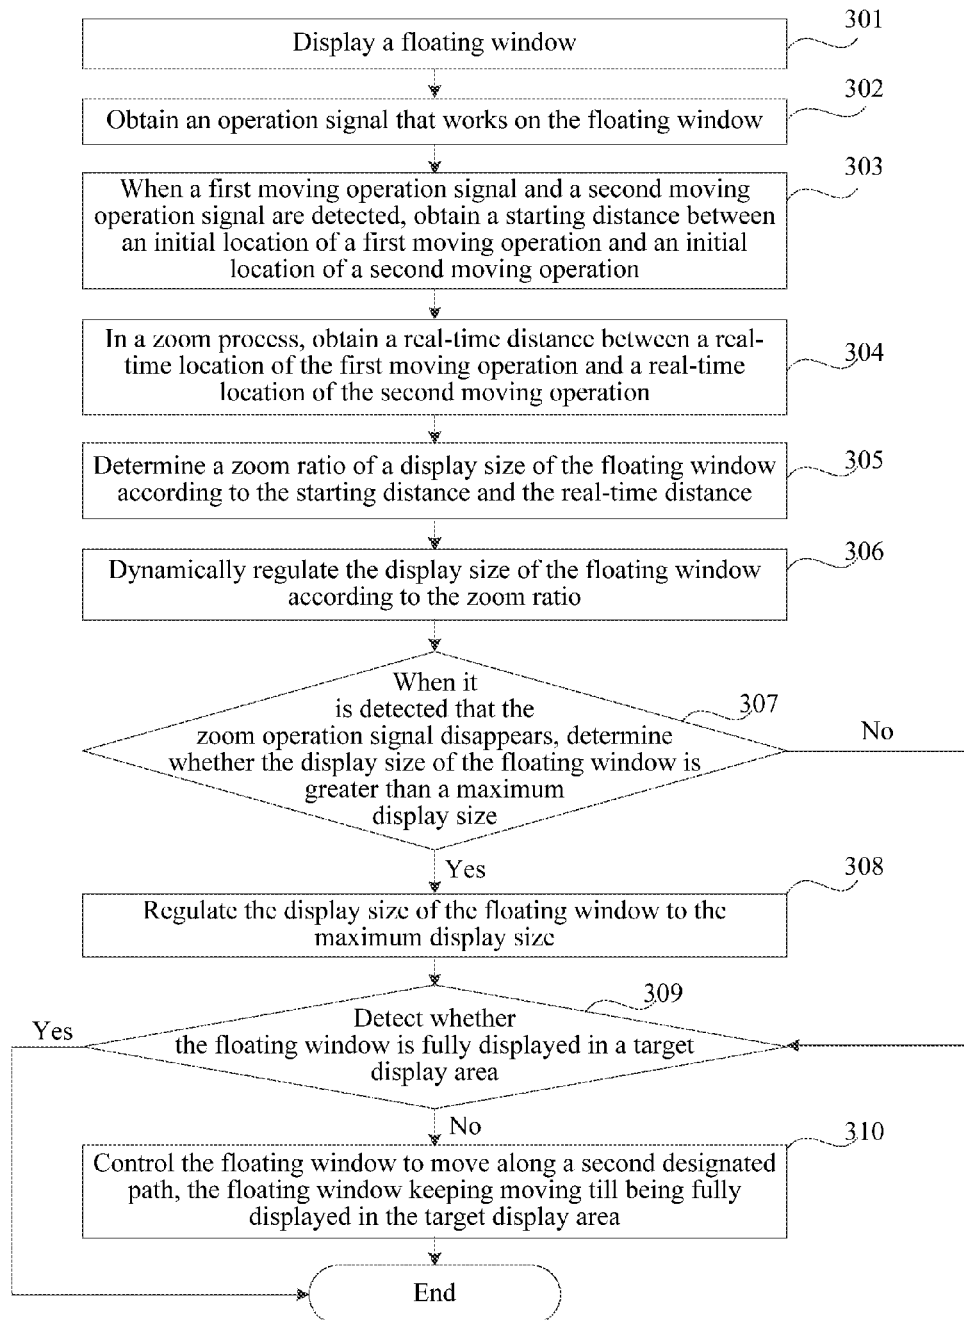 301
Display a floating window
302
Obtain an operation signal that works on the floating window
303
When a first moving operation signal and a second moving
operation signal are detected, obtain a starting distance between
an initial location of a first moving operation and an initial
location of a second moving operation
In a zoom process, obtain a real-time distance between a real-
time location of the first moving operation and a real-time
location of the second moving operation
304
Determine a zoom ratio of a display size of the floating window
according to the starting distance and the real-time distance
305
306
Dynamically regulate the display size of the floating window
according to the zoom ratio
When it
is detected that the
zoom operation signal disappears, determine
whether the display size of the floating window is
greater than a maximum
display size
307
No
Yes
308
Regulate the display size of the floating window to the
maximum display size
309
Yes
Detect whether
the floating window is fully displayed in a target
display area
No
310
Control the floating window to move along a second designated
path, the floating window keeping moving till being fully
displayed in the target display area
End